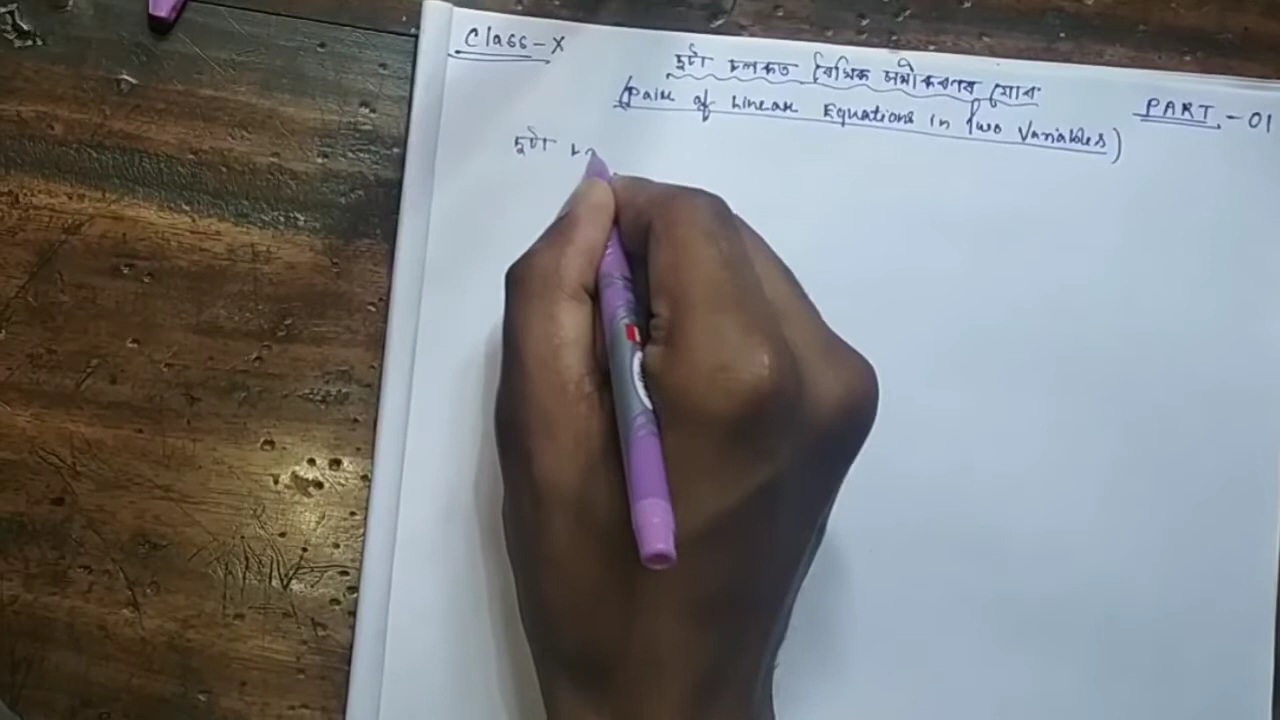 Class-X
দুটা চলকত ৰৈখিক সমীকৰণৰ যোৰ
(Pair of Linear Equations in Two Variables)
PART-01
দুটা